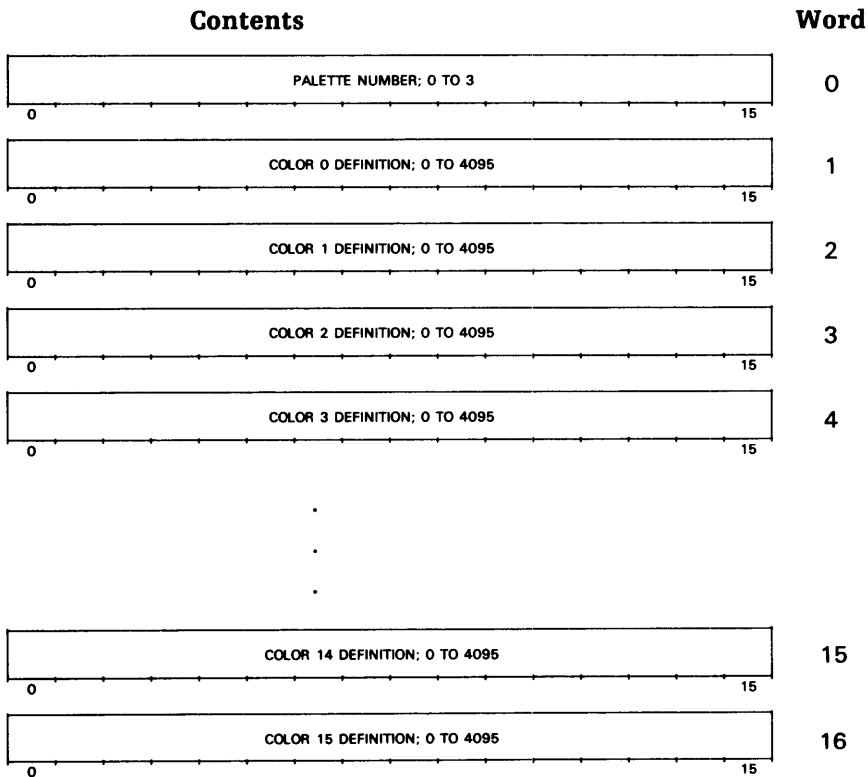 Contents Word
PALETTE NUMBER; 0 TO 3 0
0 15
COLOR 0 DEFINITION; 0 TO 4095 1
0 15
COLOR 1 DEFINITION; 0 TO 4095 2
0 15
COLOR 2 DEFINITION; 0 TO 4095 3
0 15
COLOR 3 DEFINITION; 0 TO 4095 4
0 15
.
.
.
COLOR 14 DEFINITION; 0 TO 4095 15
0 15
COLOR 15 DEFINITION; 0 TO 4095 16
0 15